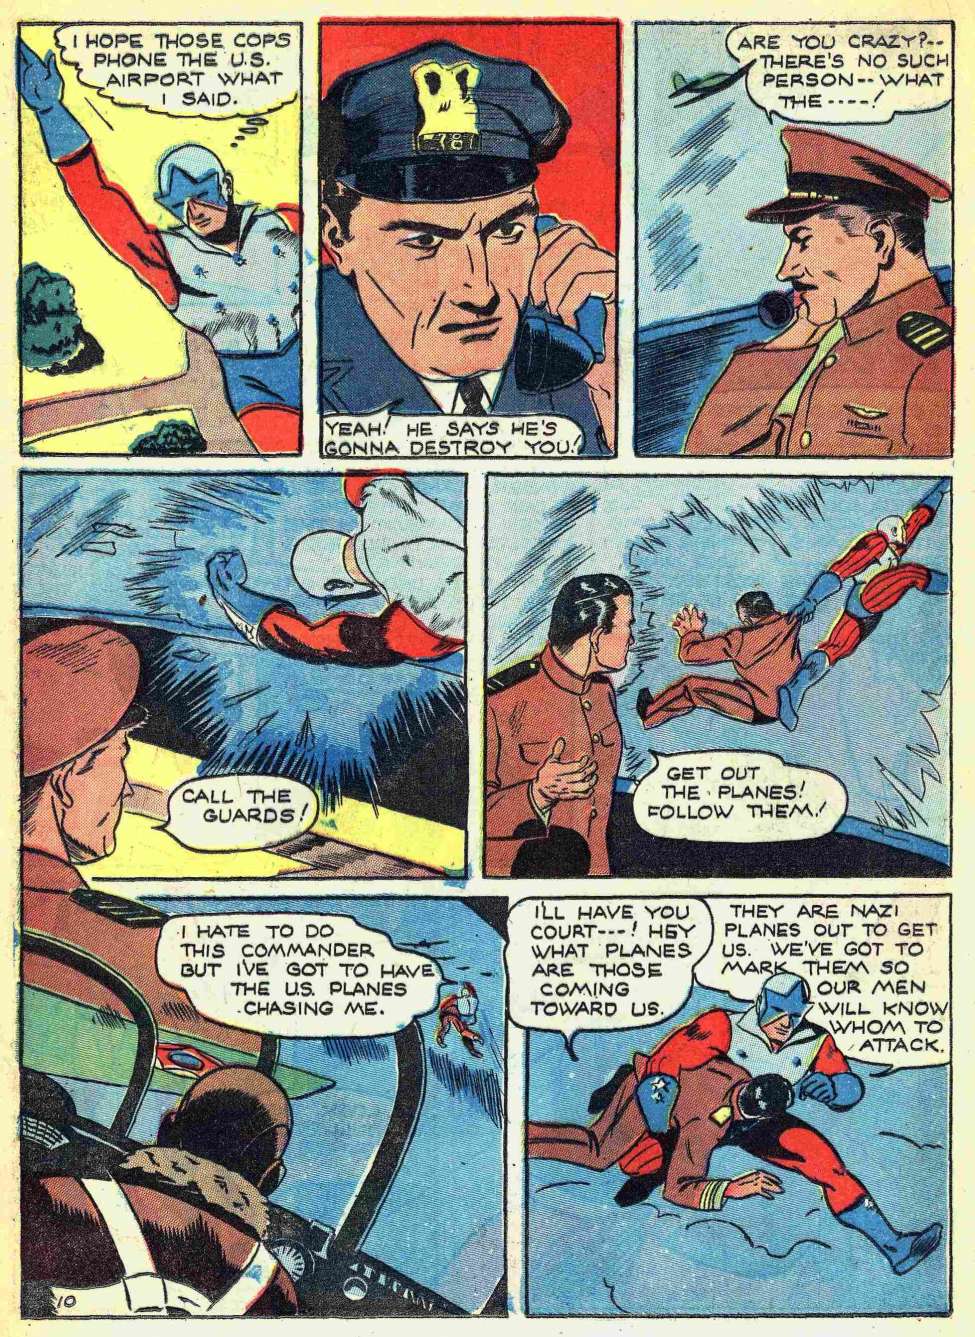 I HOPE THOSE COPS
PHONE THE U.S.
AIRPORT WHAT
I SAID.
YEAH! HE SAYS HE'S
GONNA DESTROY YOU!
ARE YOU CRAZY?--
THERE'S NO SUCH
PERSON--WHAT
THE ----!
CALL THE
GUARDS!
GET OUT
THE PLANES!
FOLLOW THEM!
I HATE TO DO
THIS COMMANDER
BUT I'VE GOT TO HAVE
THE U.S. PLANES
CHASING ME.
I'LL HAVE YOU
COURT---! HEY
WHAT PLANES
ARE THOSE
COMING
TOWARD US.
THEY ARE NAZI
PLANES OUT TO GET
US. WE'VE GOT TO
MARK THEM SO
OUR MEN
WILL KNOW
WHOM TO
ATTACK.
10